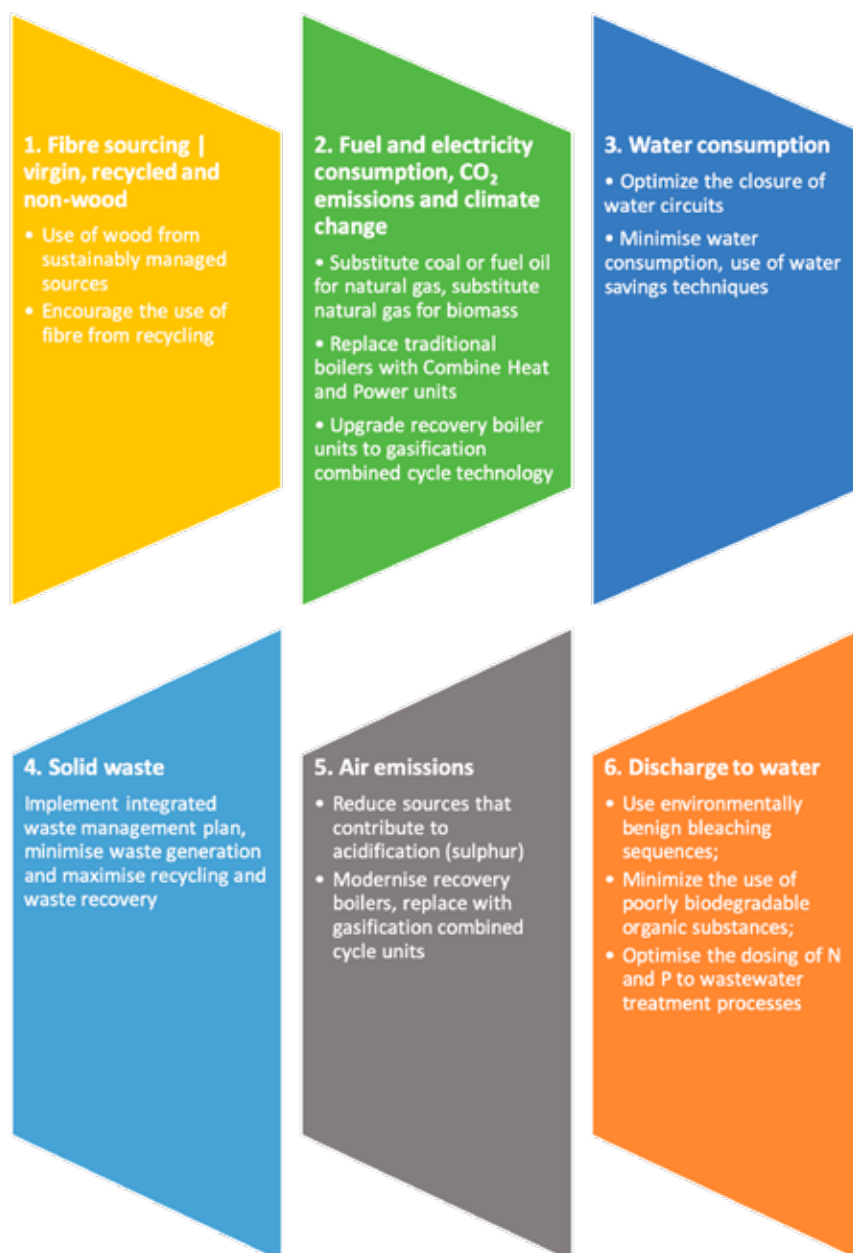 1. Fibre sourcing |
virgin, recycled and
non-wood
• Use of wood from
sustainably managed
sources
• Encourage the use of
fibre from recycling
2. Fuel and electricity
consumption, CO₂
emissions and climate
change
• Substitute coal or fuel oil
for natural gas, substitute
natural gas for biomass
• Replace traditional
boilers with Combine Heat
and Power units
• Upgrade recovery boiler
units to gasification
combined cycle technology
3. Water consumption
• Optimize the closure of
water circuits
• Minimise water
consumption, use of water
savings techniques
4. Solid waste
Implement integrated
waste management plan,
minimise waste generation
and maximise recycling and
waste recovery
5. Air emissions
• Reduce sources that
contribute to
acidification (sulphur)
• Modernise recovery
boilers, replace with
gasification combined
cycle units
6. Discharge to water
• Use environmentally
benign bleaching
sequences;
• Minimize the use of
poorly biodegradable
organic substances;
• Optimise the dosing of N
and P to wastewater
treatment processes